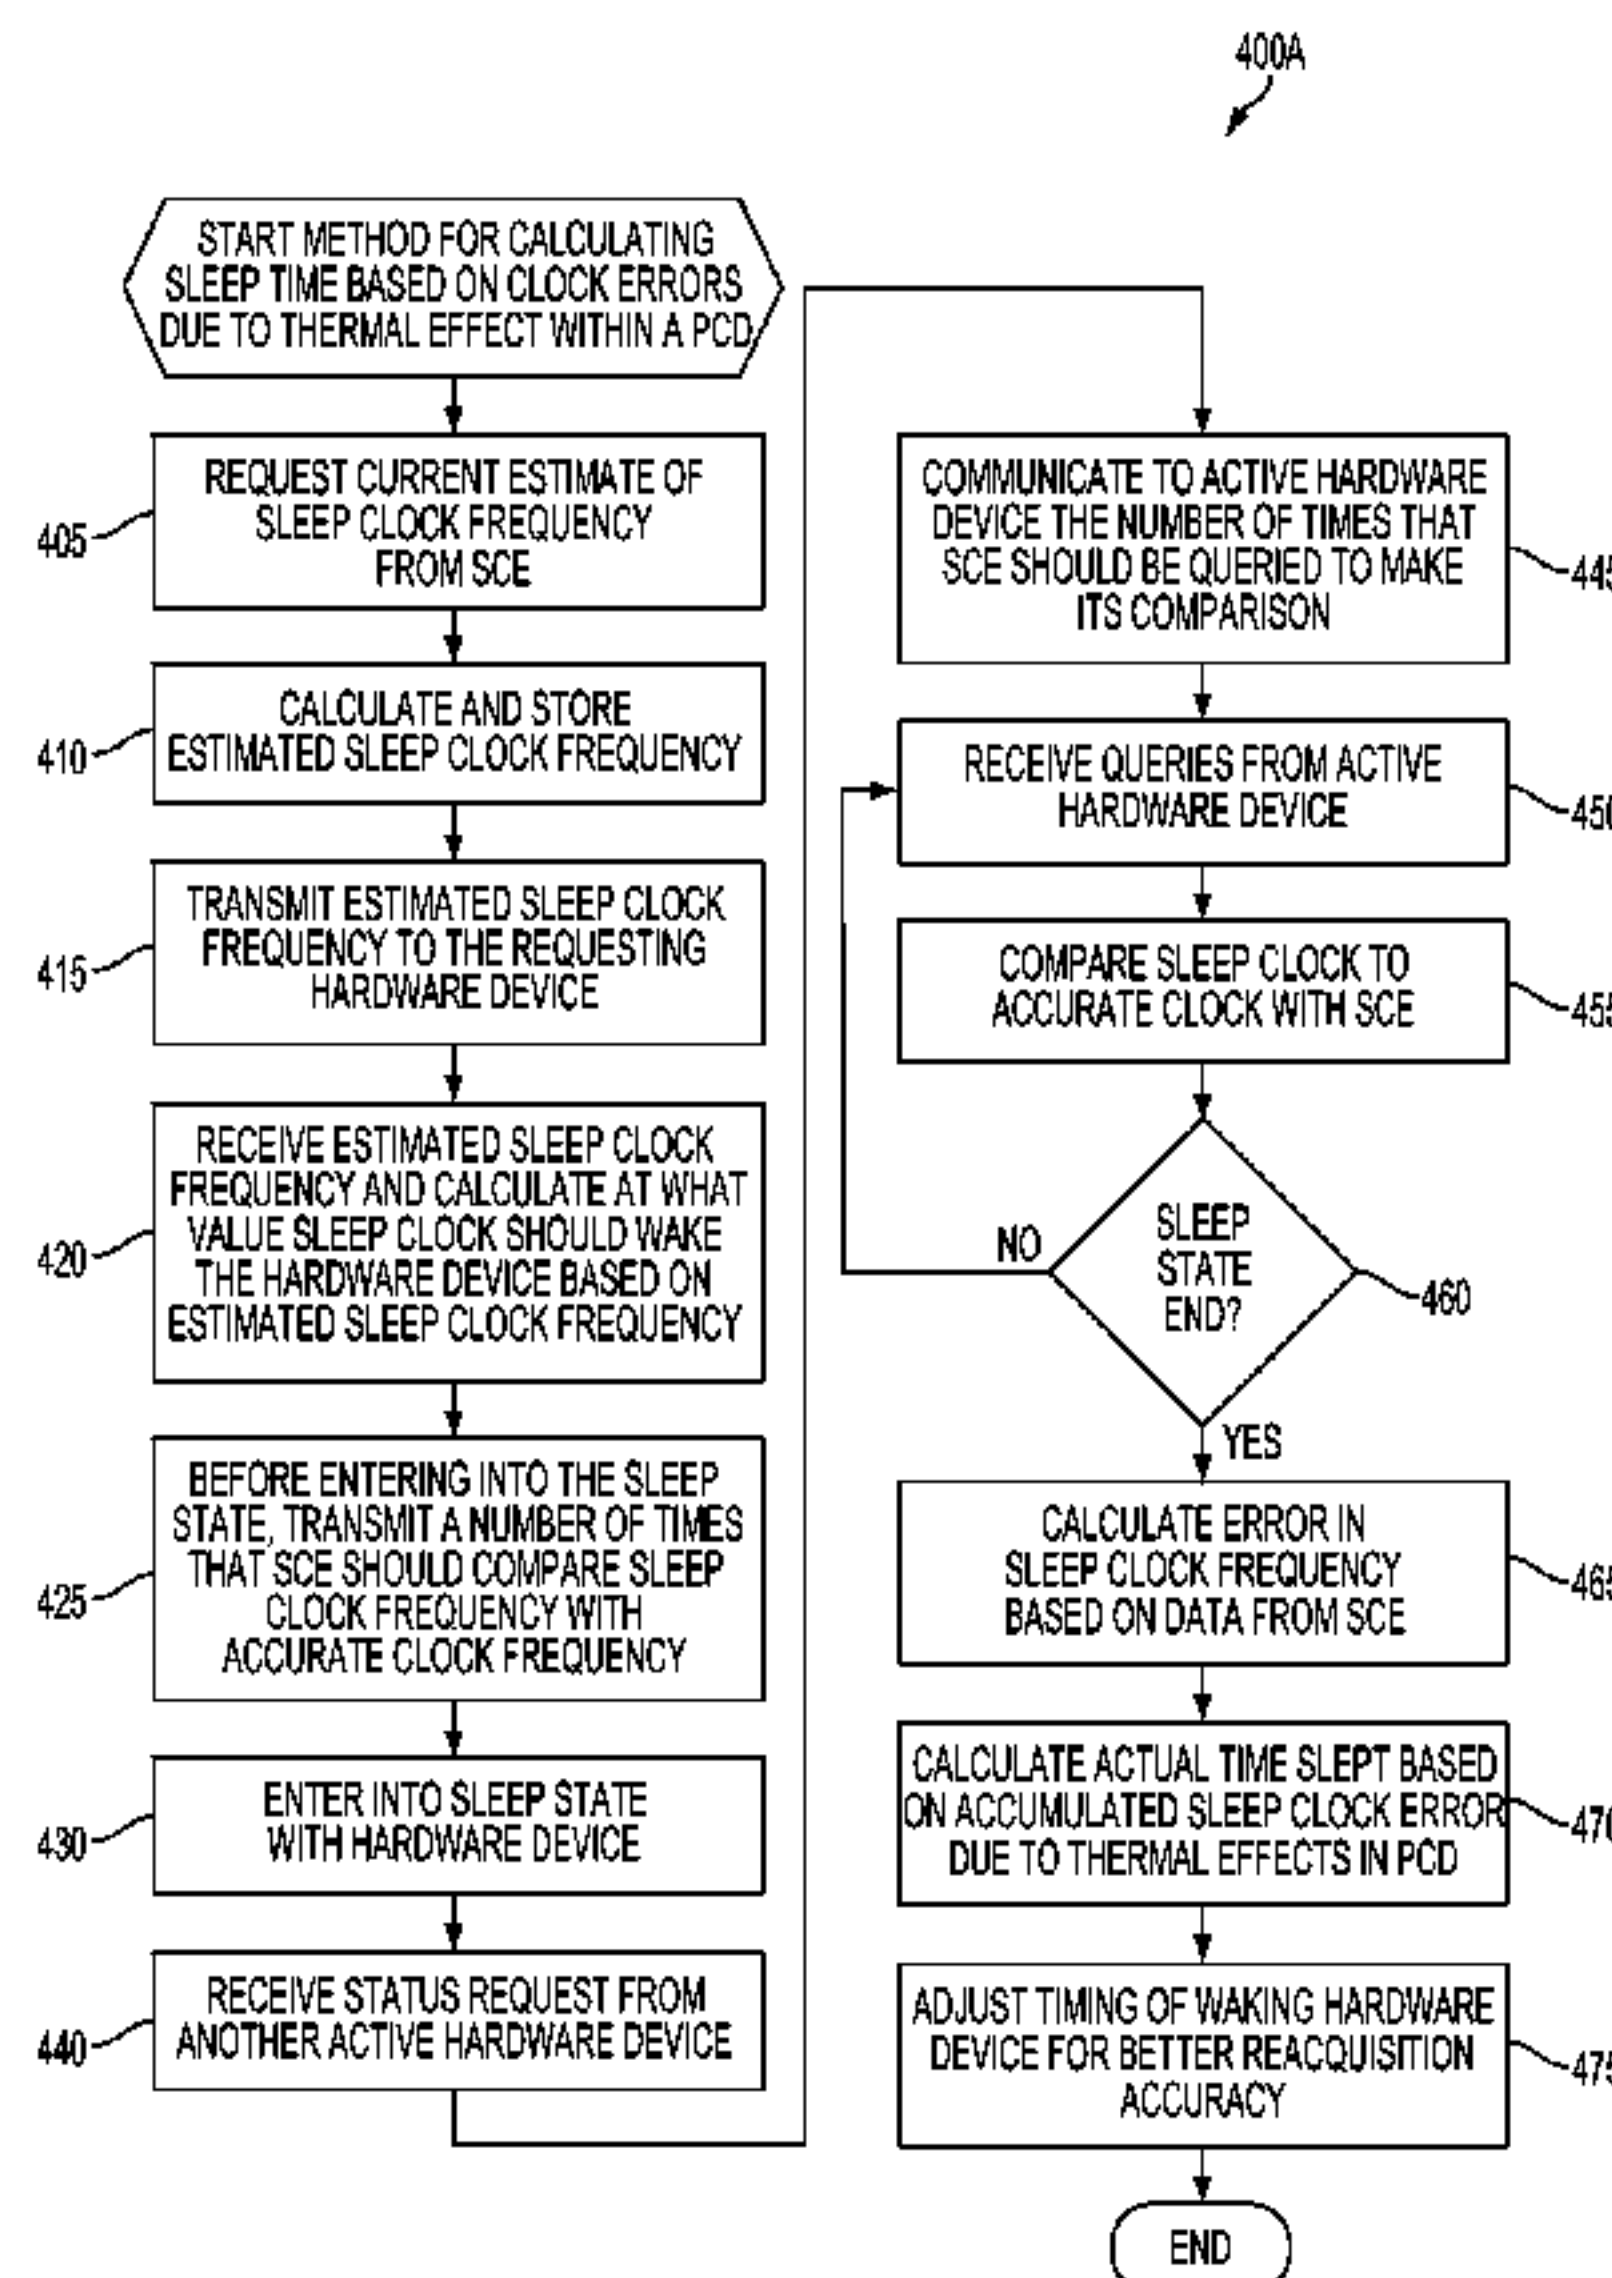 400A
START METHOD FOR CALCULATING
SLEEP TIME BASED ON CLOCK ERRORS
DUE TO THERMAL EFFECT WITHIN A PCD
405
REQUEST CURRENT ESTIMATE OF
SLEEP CLOCK FREQUENCY
FROM SCE
410
CALCULATE AND STORE
ESTIMATED SLEEP CLOCK FREQUENCY
415
TRANSMIT ESTIMATED SLEEP CLOCK
FREQUENCY TO THE REQUESTING
HARDWARE DEVICE
420
RECEIVE ESTIMATED SLEEP CLOCK
FREQUENCY AND CALCULATE AT WHAT
VALUE SLEEP CLOCK SHOULD WAKE
THE HARDWARE DEVICE BASED ON
ESTIMATED SLEEP CLOCK FREQUENCY
425
BEFORE ENTERING INTO THE SLEEP
STATE, TRANSMIT A NUMBER OF TIMES
THAT SCE SHOULD COMPARE SLEEP
CLOCK FREQUENCY WITH
ACCURATE CLOCK FREQUENCY
430
ENTER INTO SLEEP STATE
WITH HARDWARE DEVICE
440
RECEIVE STATUS REQUEST FROM
ANOTHER ACTIVE HARDWARE DEVICE
COMMUNICATE TO ACTIVE HARDWARE
DEVICE THE NUMBER OF TIMES THAT
SCE SHOULD BE QUERIED TO MAKE
ITS COMPARISON
445
RECEIVE QUERIES FROM ACTIVE
HARDWARE DEVICE
450
COMPARE SLEEP CLOCK TO
ACCURATE CLOCK WITH SCE
455
SLEEP
STATE
END?
NO
460
YES
CALCULATE ERROR IN
SLEEP CLOCK FREQUENCY
BASED ON DATA FROM SCE
465
CALCULATE ACTUAL TIME SLEPT BASED
ON ACCUMULATED SLEEP CLOCK ERROR
DUE TO THERMAL EFFECTS IN PCD
470
ADJUST TIMING OF WAKING HARDWARE
DEVICE FOR BETTER REACQUISITION
ACCURACY
475
END